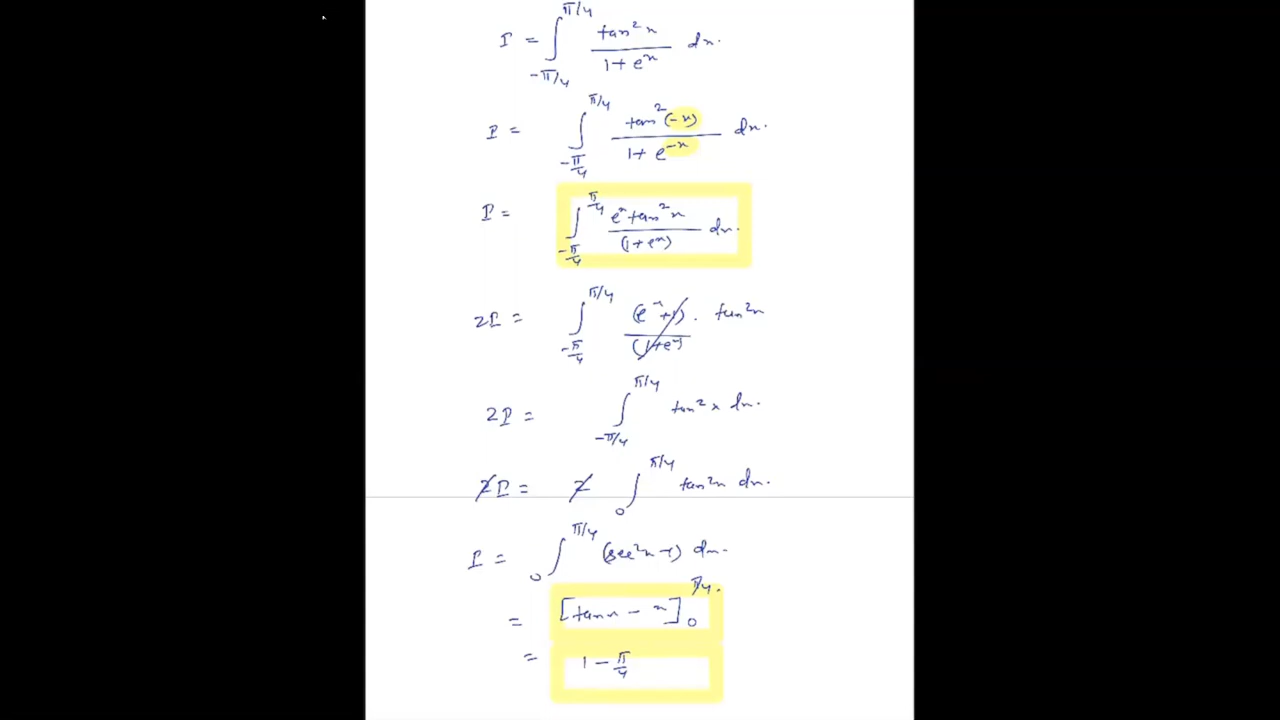 I = ∫_{-π/4}^{π/4} tan²x / (1 + eˣ) dx.
I = ∫_{-π/4}^{π/4} tan²(-x) / (1 + e^{-x}) dx.
I = ∫_{-π/4}^{π/4} eˣ tan²x / (1 + eˣ) dx.
2I = ∫_{-π/4}^{π/4} (eˣ + 1) / (1 + eˣ) . tan²x
2I = ∫_{-π/4}^{π/4} tan²x dx.
2I = 2 ∫_{0}^{π/4} tan²x dx.
I = ∫_{0}^{π/4} (sec²x - 1) dx.
= [tanx - x]_{0}^{π/4}.
= 1 - π/4